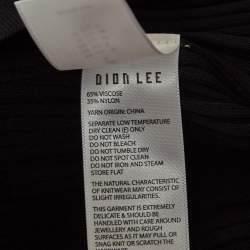 DION LEE
65% VISCOSE
35% NYLON
YARN ORIGIN: CHINA
SEPARATE LOW TEMPERATURE
DRY CLEAN Ⓟ ONLY
DO NOT WASH
DO NOT BLEACH
DO NOT TUMBLE DRY
DO NOT SPOT CLEAN
DO NOT IRON AND STEAM
STORE FLAT
THE NATURAL CHARACTERISTIC
OF KNITWEAR MAY CONSIST OF
SLIGHT IRREGULARITIES.
THIS GARMENT IS EXTREMELY
DELICATE & SHOULD BE
HANDLED WITH CARE AROUND
JEWELLERY AND ROUGH
SURFACES AS IT MAY PULL OR
SNAG KNIT OR SCRATCH THE